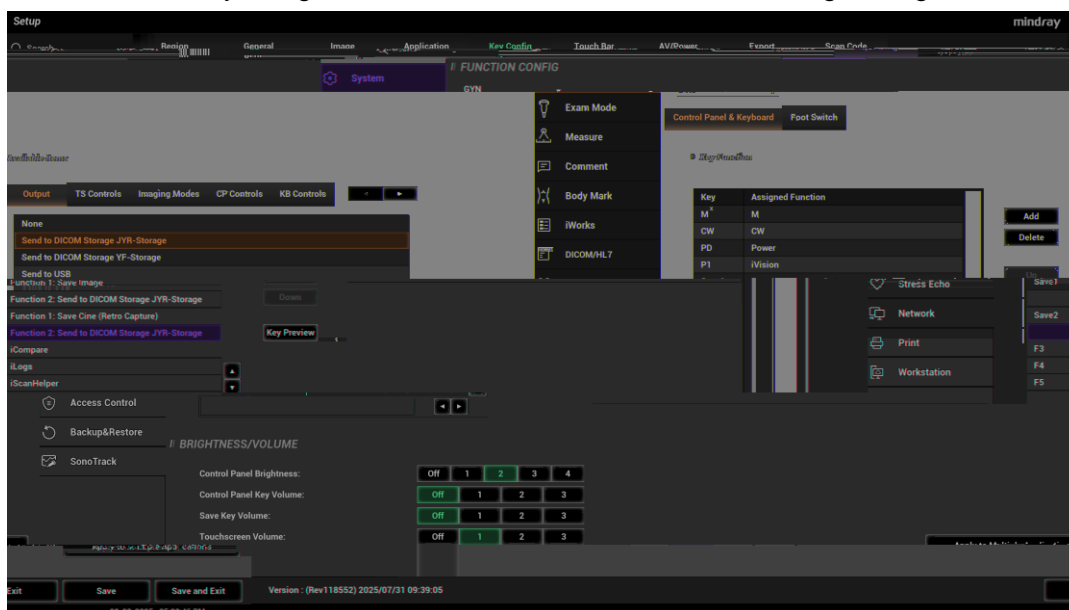 Setup
mindray
Region General Image Application Key Config Touch Bar AV/Power Export Scan Code
System
FUNCTION CONFIG
GYN
Exam Mode
Control Panel & Keyboard Foot Switch
Measure
Key Function
Comment
Output TS Controls Imaging Modes CP Controls KB Controls
Body Mark
Key Assigned Function
None
iWorks
M M
Add
Send to DICOM Storage JYR-Storage
CW CW
Delete
Send to DICOM Storage YF-Storage
DICOM/HL7
PD Power
Send to USB
P1 iVision
Up
Function 1: Save Image
Stress Echo
Save1
Function 2: Send to DICOM Storage JYR-Storage
Down
Function 1: Save Cine (Retro Capture)
Network
Save2
Function 2: Send to DICOM Storage JYR-Storage
Key Preview
iCompare
Print
F3
iLogs
Workstation
F4
iScanHelper
F5
Access Control
Backup&Restore
BRIGHTNESS/VOLUME
SonoTrack
Control Panel Brightness: Off 1 2 3 4
Control Panel Key Volume: Off 1 2 3
Save Key Volume: Off 1 2 3
Touchscreen Volume: Off 1 2 3
Exit Save Save and Exit Version : (Rev118552) 2025/07/31 09:39:05